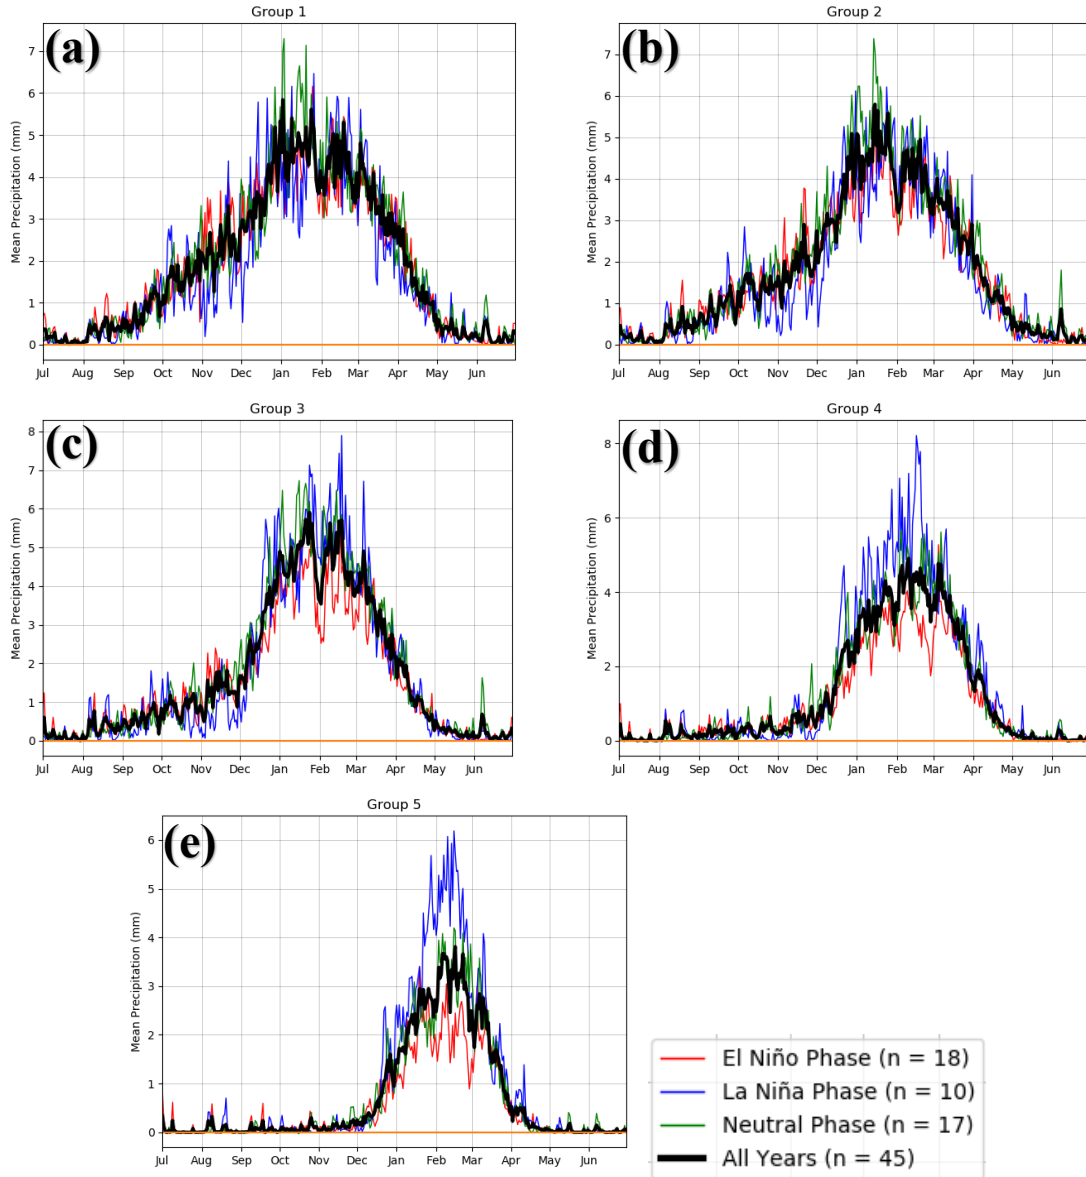 Group 1
(a)
Mean Precipitation (mm)
7
6
5
4
3
2
1
0
Jul Aug Sep Oct Nov Dec Jan Feb Mar Apr May Jun
Group 2
(b)
Mean Precipitation (mm)
7
6
5
4
3
2
1
0
Jul Aug Sep Oct Nov Dec Jan Feb Mar Apr May Jun
Group 3
(c)
Mean Precipitation (mm)
8
7
6
5
4
3
2
1
0
Jul Aug Sep Oct Nov Dec Jan Feb Mar Apr May Jun
Group 4
(d)
Mean Precipitation (mm)
8
6
4
2
0
Jul Aug Sep Oct Nov Dec Jan Feb Mar Apr May Jun
Group 5
(e)
Mean Precipitation (mm)
6
5
4
3
2
1
0
Jul Aug Sep Oct Nov Dec Jan Feb Mar Apr May Jun
El Niño Phase (n = 18)
La Niña Phase (n = 10)
Neutral Phase (n = 17)
All Years (n = 45)